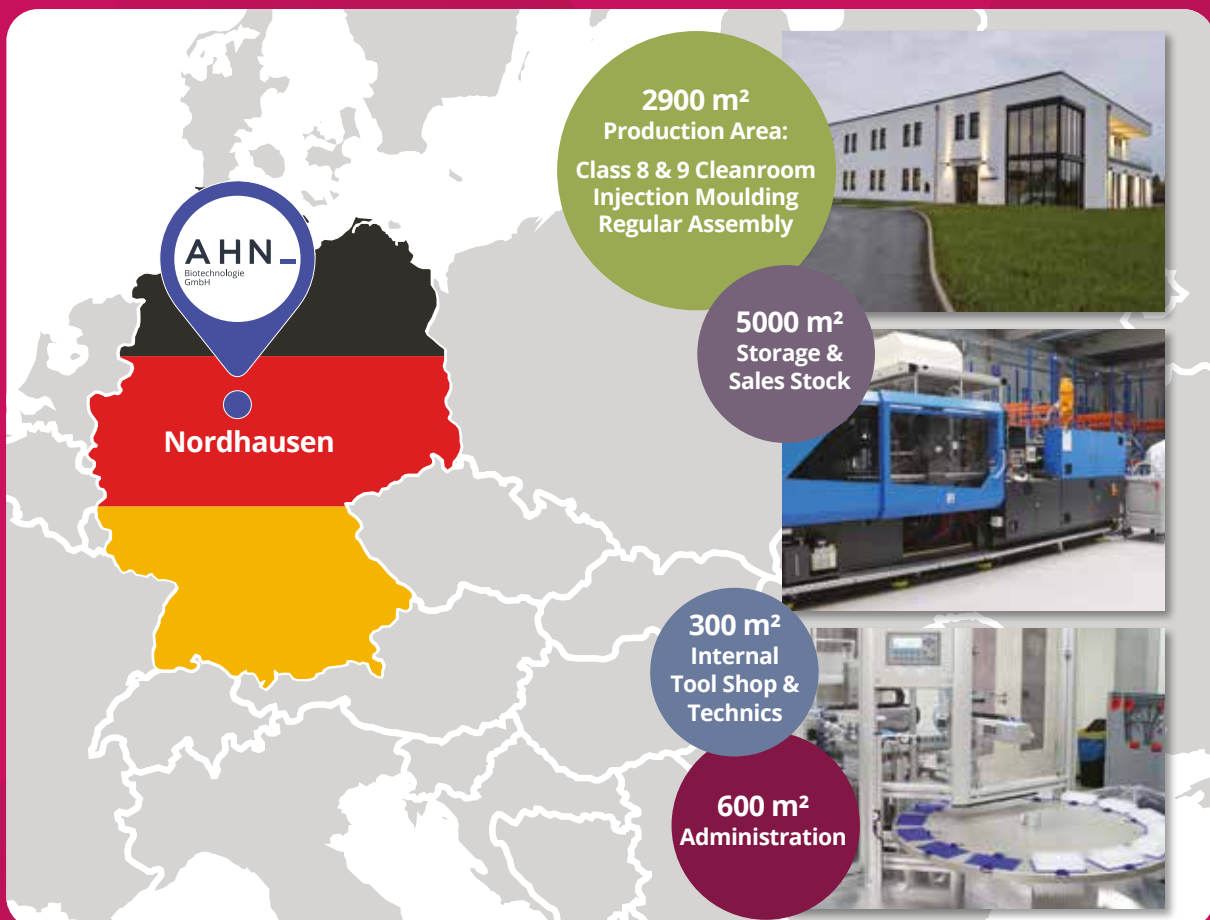 AHN_
Biotechnologie
GmbH
Nordhausen
2900 m²
Production Area:
Class 8 & 9 Cleanroom
Injection Moulding
Regular Assembly
5000 m²
Storage &
Sales Stock
300 m²
Internal
Tool Shop &
Technics
600 m²
Administration